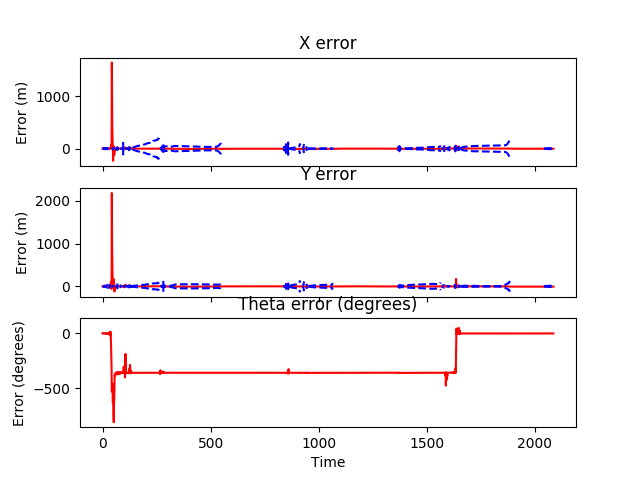 X error
Error (m)
1000
0
Y error
Error (m)
2000
1000
0
Theta error (degrees)
Error (degrees)
0
−500
0 500 1000 1500 2000
Time